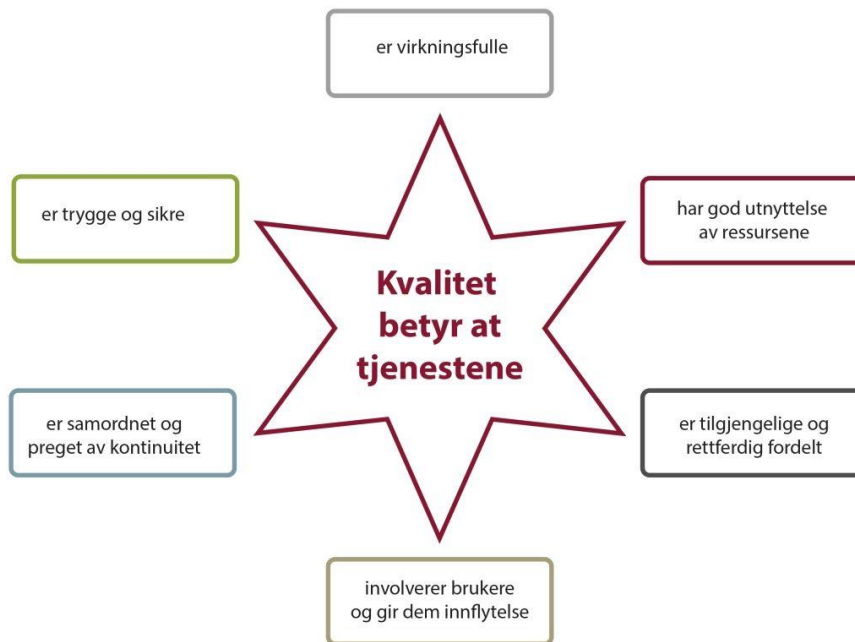 er virkningsfulle
er trygge og sikre
har god utnyttelse
av ressursene
Kvalitet
betyr at
tjenestene
er samordnet og
preget av kontinuitet
er tilgjengelige og
rettferdig fordelt
involverer brukere
og gir dem innflytelse